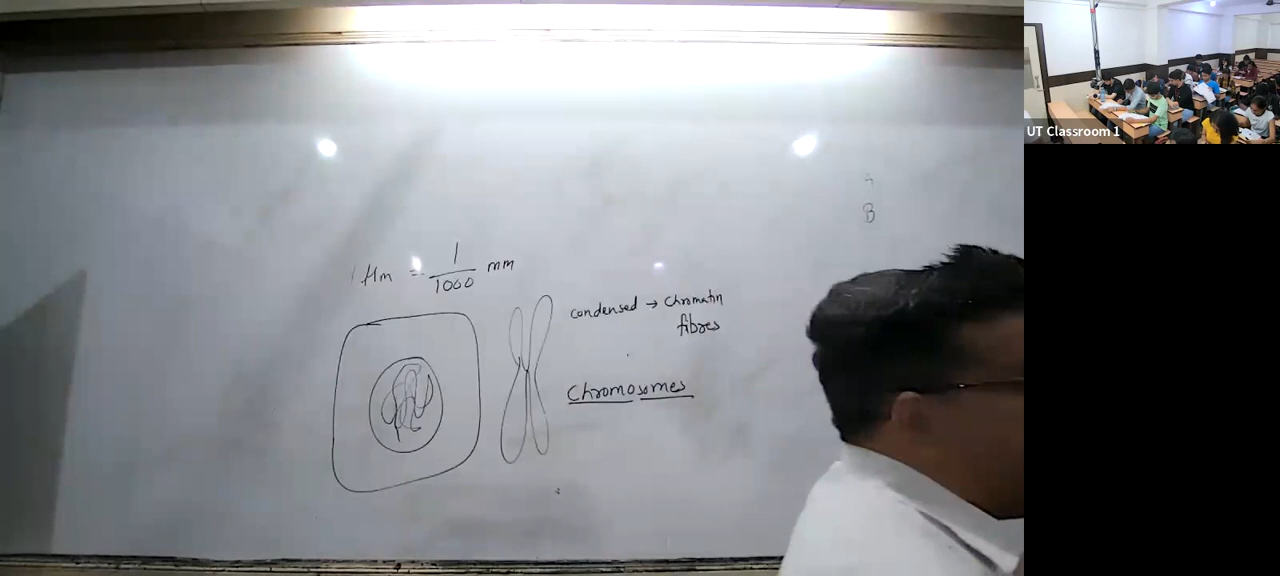 1 μm = 1/1000 mm
condensed → chromatin
fibres
Chromosomes
B
UT Classroom 1